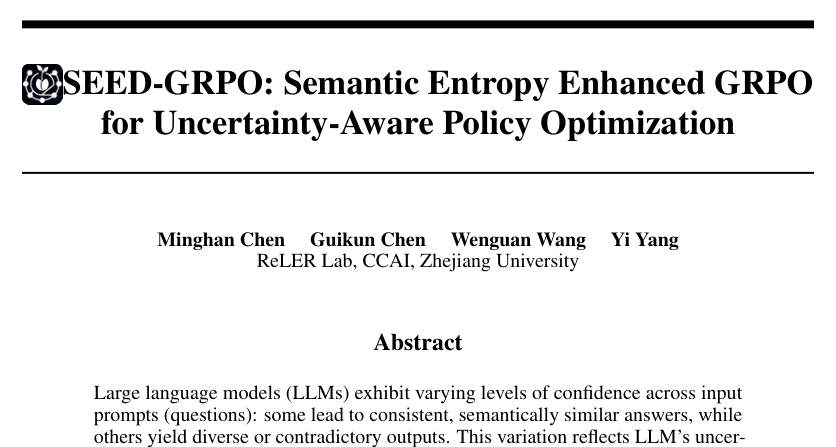 SEED-GRPO: Semantic Entropy Enhanced GRPO
for Uncertainty-Aware Policy Optimization
Minghan Chen Guikun Chen Wenguan Wang Yi Yang
ReLER Lab, CCAI, Zhejiang University
Abstract
Large language models (LLMs) exhibit varying levels of confidence across input
prompts (questions): some lead to consistent, semantically similar answers, while
others yield diverse or contradictory outputs. This variation reflects LLM's uncer-